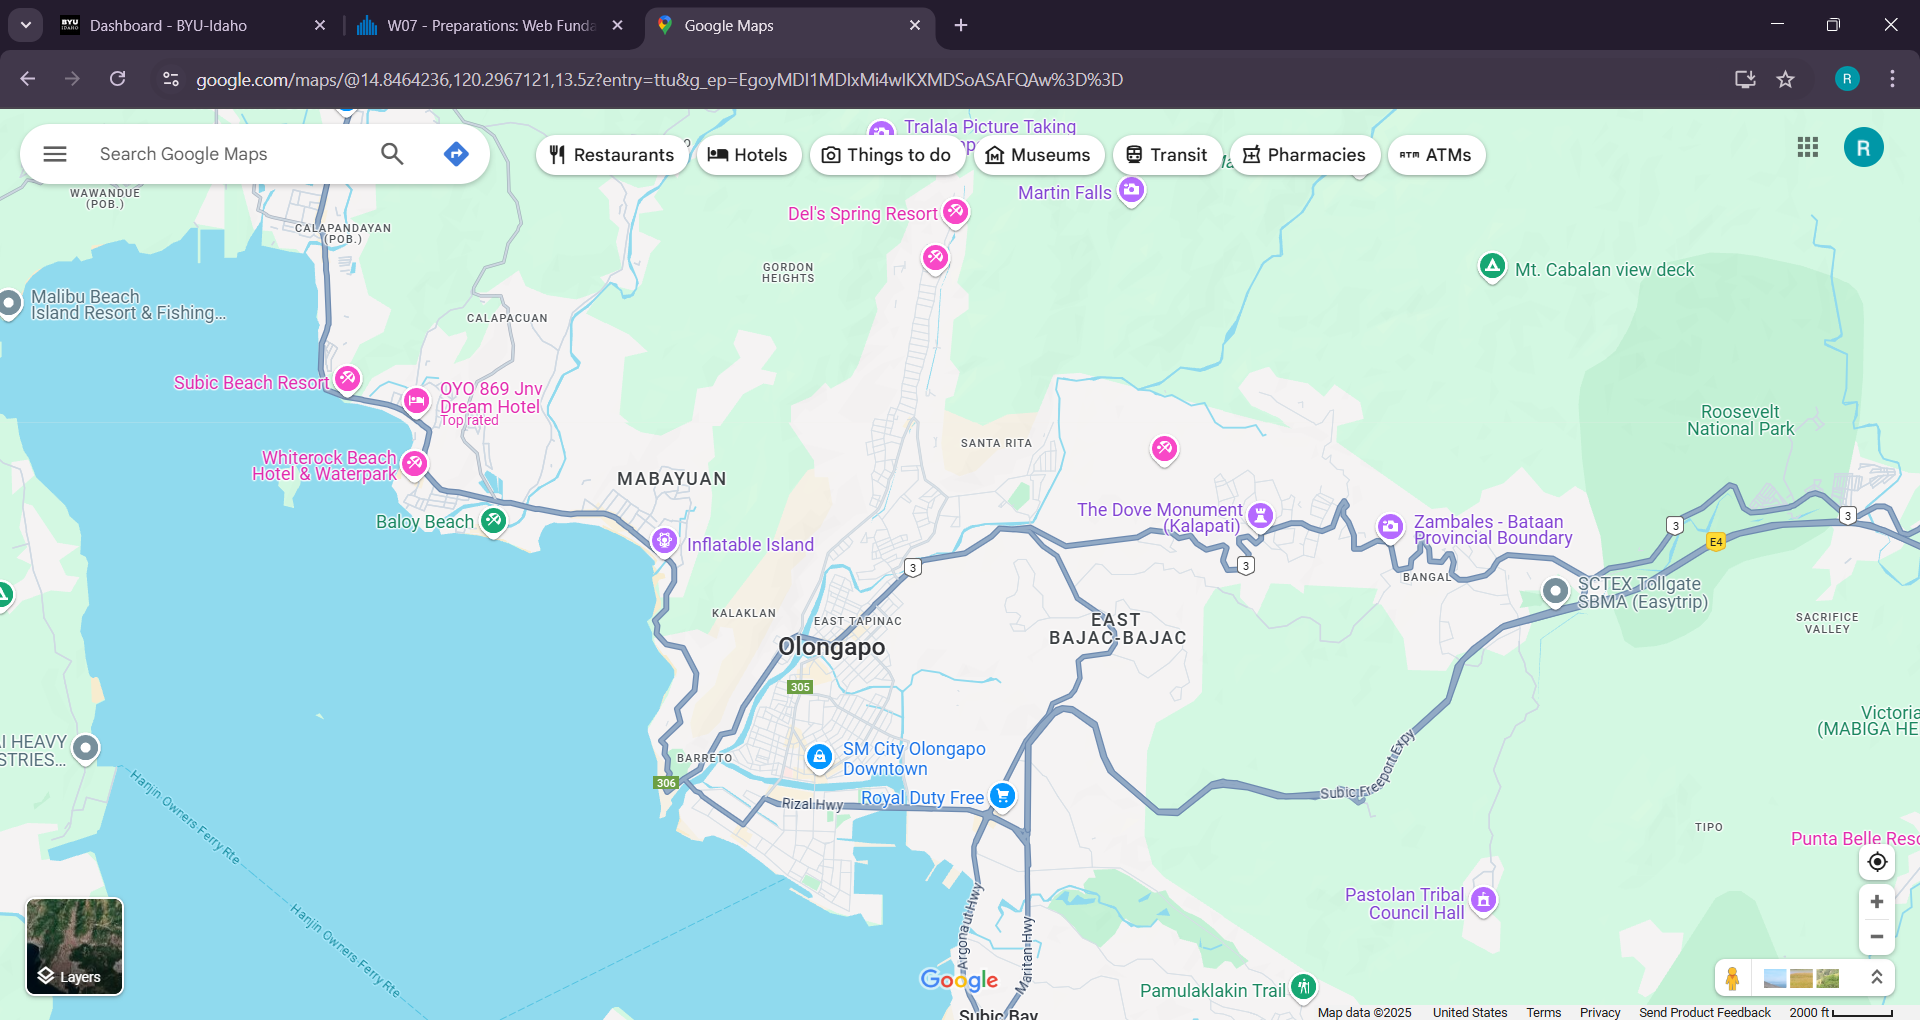 Dashboard - BYU-Idaho
W07 - Preparations: Web Funda
Google Maps
google.com/maps/@14.8464236,120.2967121,13.5z?entry=ttu&g_ep=EgoyMDI1MDIxMi4wIKXMDSoASAFQAw%3D%3D
R
Search Google Maps
Restaurants
Hotels
Things to do
Museums
Transit
Pharmacies
ATMs
R
Tralala Picture Taking
WAWANDUE
(POB.)
CALAPANDAYAN
(POB.)
Martin Falls
Del's Spring Resort
GORDON
HEIGHTS
Mt. Cabalan view deck
Malibu Beach
Island Resort & Fishing...
CALAPACUAN
Subic Beach Resort
OYO 869 Jnv
Dream Hotel
Top rated
Roosevelt
National Park
SANTA RITA
Whiterock Beach
Hotel & Waterpark
MABAYUAN
Baloy Beach
The Dove Monument
(Kalapati)
Zambales - Bataan
Provincial Boundary
3
3
E4
Inflatable Island
3
3
BANGAL
SCTEX Tollgate
SBMA (Easytrip)
KALAKLAN
EAST TAPINAC
EAST
BAJAC-BAJAC
SACRIFICE
VALLEY
Olongapo
305
Victoria
(MABIGA HE
I HEAVY
STRIES...
SM City Olongapo
Downtown
BARRETO
306
Royal Duty Free
Rizal Hwy
Subic Freeport Expy
Hanjin Owners Ferry Rte
TIPO
Punta Belle Reso
Pastolan Tribal
Council Hall
Hanjin Owners Ferry Rte
Argonaut Hwy
Maritan Hwy
Layers
Google
Pamulaklakin Trail
Subic Bay
Map data ©2025
United States
Terms
Privacy
Send Product Feedback
2000 ft